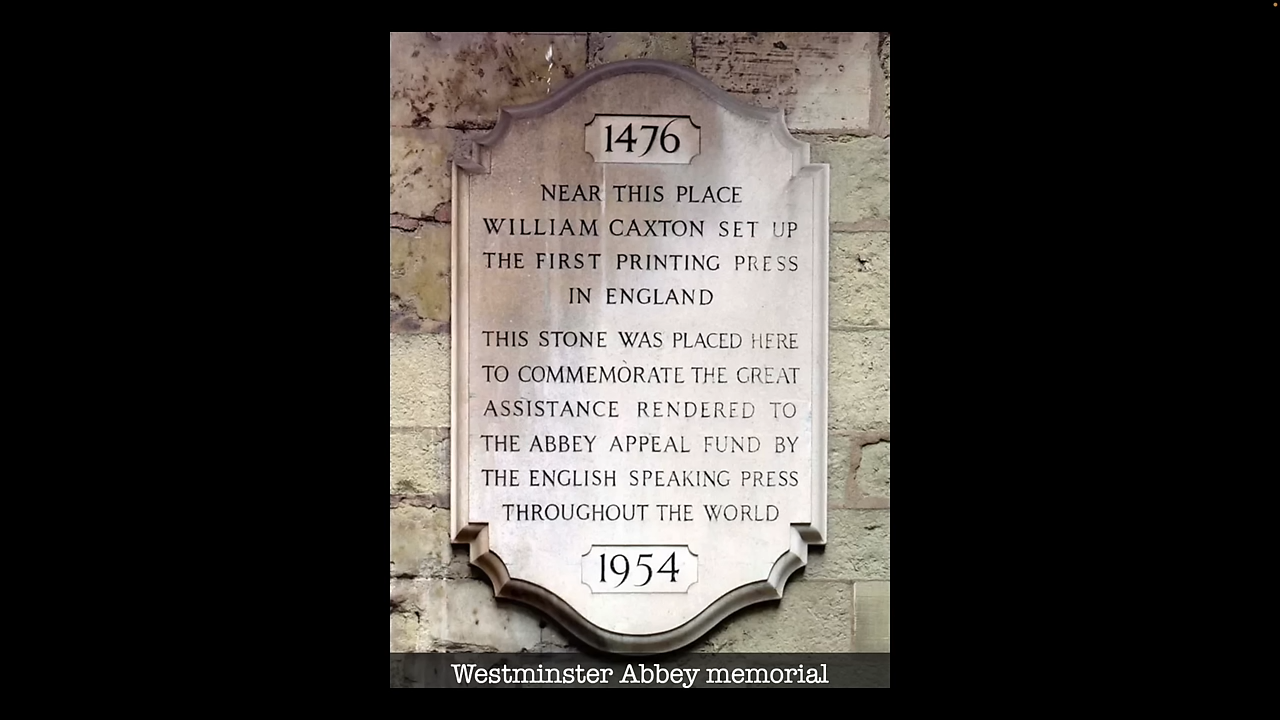 1476
NEAR THIS PLACE
WILLIAM CAXTON SET UP
THE FIRST PRINTING PRESS
IN ENGLAND
THIS STONE WAS PLACED HERE
TO COMMEMORATE THE GREAT
ASSISTANCE RENDERED TO
THE ABBEY APPEAL FUND BY
THE ENGLISH SPEAKING PRESS
THROUGHOUT THE WORLD
1954
Westminster Abbey memorial